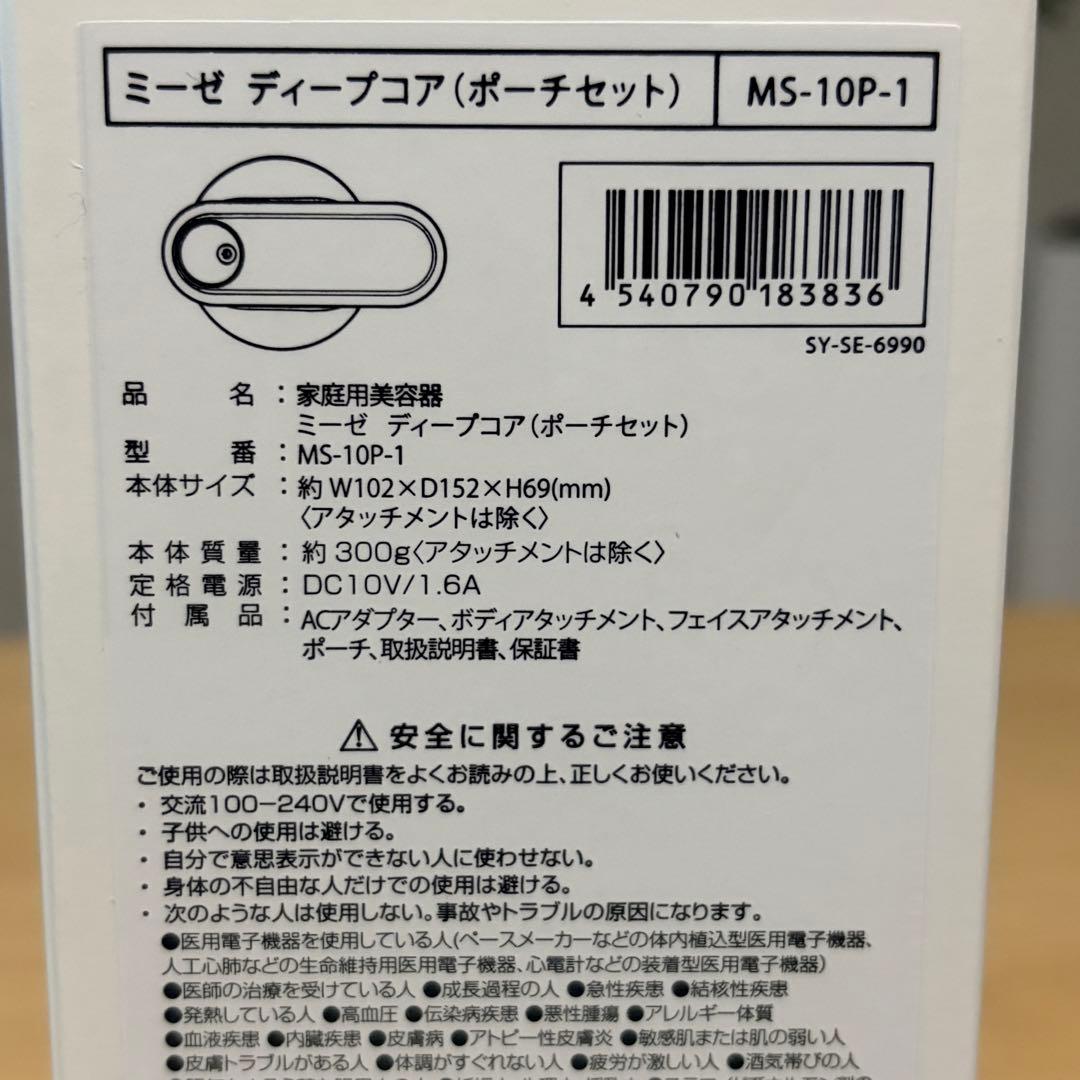 ミーゼ ディープコア(ポーチセット) MS-10P-1
4 540790 183836
SY-SE-6990
品名：家庭用美容器
ミーゼ ディープコア(ポーチセット)
型番：MS-10P-1
本体サイズ：約 W102×D152×H69(mm)
〈アタッチメントは除く〉
本体質量：約 300g〈アタッチメントは除く〉
定格電源：DC10V/1.6A
付属品：ACアダプター、ボディアタッチメント、フェイスアタッチメント、
ポーチ、取扱説明書、保証書
⚠ 安全に関するご注意
ご使用の際は取扱説明書をよくお読みの上、正しくお使いください。
・交流100−240Vで使用する。
・子供への使用は避ける。
・自分で意思表示ができない人に使わせない。
・身体の不自由な人だけでの使用は避ける。
・次のような人は使用しない。事故やトラブルの原因になります。
●医用電子機器を使用している人(ペースメーカーなどの体内植込型医用電子機器、
人工心肺などの生命維持用医用電子機器、心電計などの装着型医用電子機器)
●医師の治療を受けている人 ●成長過程の人 ●急性疾患 ●結核性疾患
●発熱している人 ●高血圧 ●伝染病疾患 ●悪性腫瘍 ●アレルギー体質
●血液疾患 ●内臓疾患 ●皮膚病 ●アトピー性皮膚炎 ●敏感肌または肌の弱い人
●皮膚トラブルがある人 ●体調がすぐれない人 ●疲労が激しい人 ●酒気帯びの人